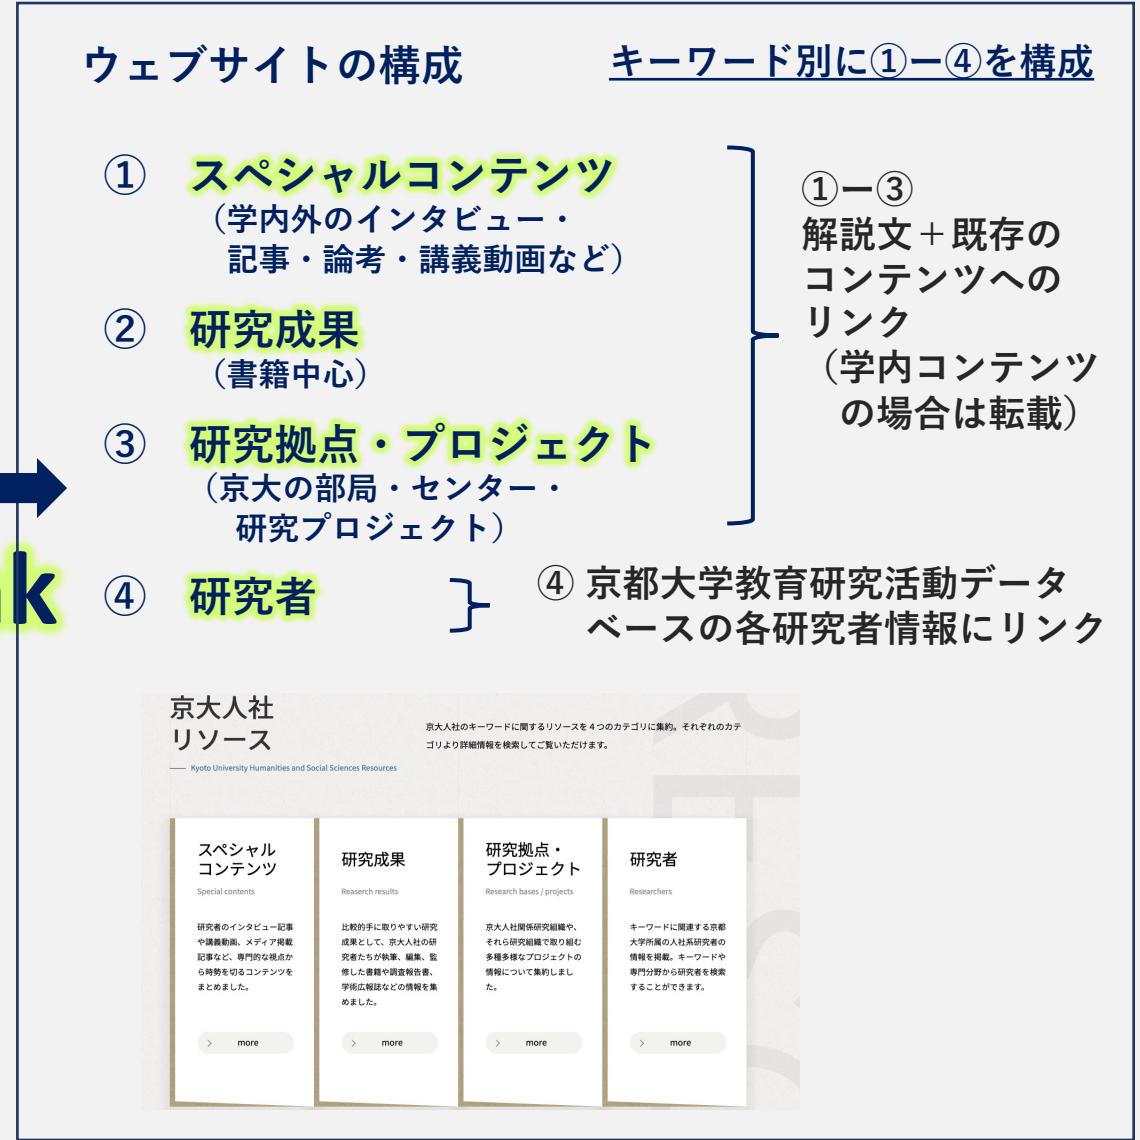 ウェブサイトの構成
キーワード別に①ー④を構成
① スペシャルコンテンツ
（学内外のインタビュー・
記事・論考・講義動画など）
② 研究成果
（書籍中心）
③ 研究拠点・プロジェクト
（京大の部局・センター・
研究プロジェクト）
④ 研究者
①ー③
解説文＋既存の
コンテンツへの
リンク
（学内コンテンツ
の場合は転載）
④ 京都大学教育研究活動データ
ベースの各研究者情報にリンク
k
京大人社
リソース
Kyoto University Humanities and Social Sciences Resources
京大人社のキーワードに関するリソースを４つのカテゴリに集約。それぞれのカテ
ゴリより詳細情報を検索してご覧いただけます。
スペシャル
コンテンツ
Special contents
研究者のインタビュー記事
や講義動画、メディア掲載
記事など、専門的な視点か
ら時勢を切るコンテンツを
まとめました。
more
研究成果
Reaserch results
比較的手に取りやすい研究
成果として、京大人社の研
究者たちが執筆、編集、監
修した書籍や調査報告書、
学術広報誌などの情報を集
めました。
more
研究拠点・
プロジェクト
Research bases / projects
京大人社関係研究組織や、
それら研究組織で取り組む
多種多様なプロジェクトの
情報について集約しまし
た。
more
研究者
Researchers
キーワードに関連する京都
大学所属の人社系研究者の
情報を掲載。キーワードや
専門分野から研究者を検索
することができます。
more